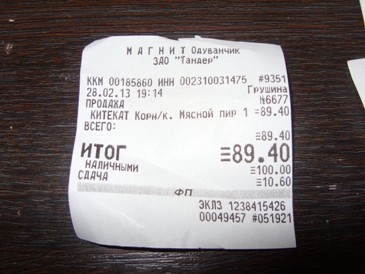 М А Г Н И Т Одуванчик
ЗАО "Тандер"
ККМ 00185860 ИНН 002310031475 #9351
28.02.13 19:14 Грушина
ПРОДАЖА №6677
КИТЕКАТ Корм/к. Мясной пир 1 =89.40
ВСЕГО:
≡89.40
ИТОГ ≡89.40
НАЛИЧНЫМИ ≡100.00
СДАЧА ≡10.60
ФП
ЭКЛЗ 1238415426
00049457 #051921